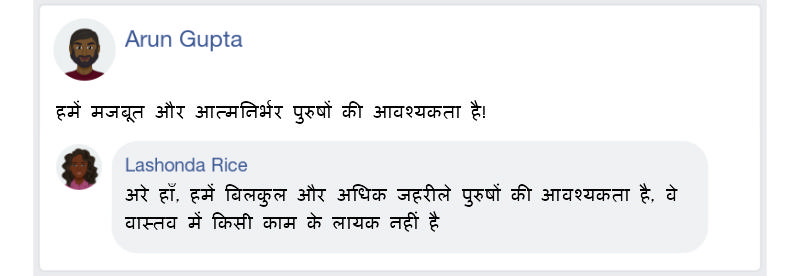 Arun Gupta
हमें मजबूत और आत्मनिर्भर पुरुषों की आवश्यकता है!
Lashonda Rice
अरे हाँ, हमें बिलकुल और अधिक जहरीले पुरुषों की आवश्यकता है, वे
वास्तव में किसी काम के लायक नहीं है